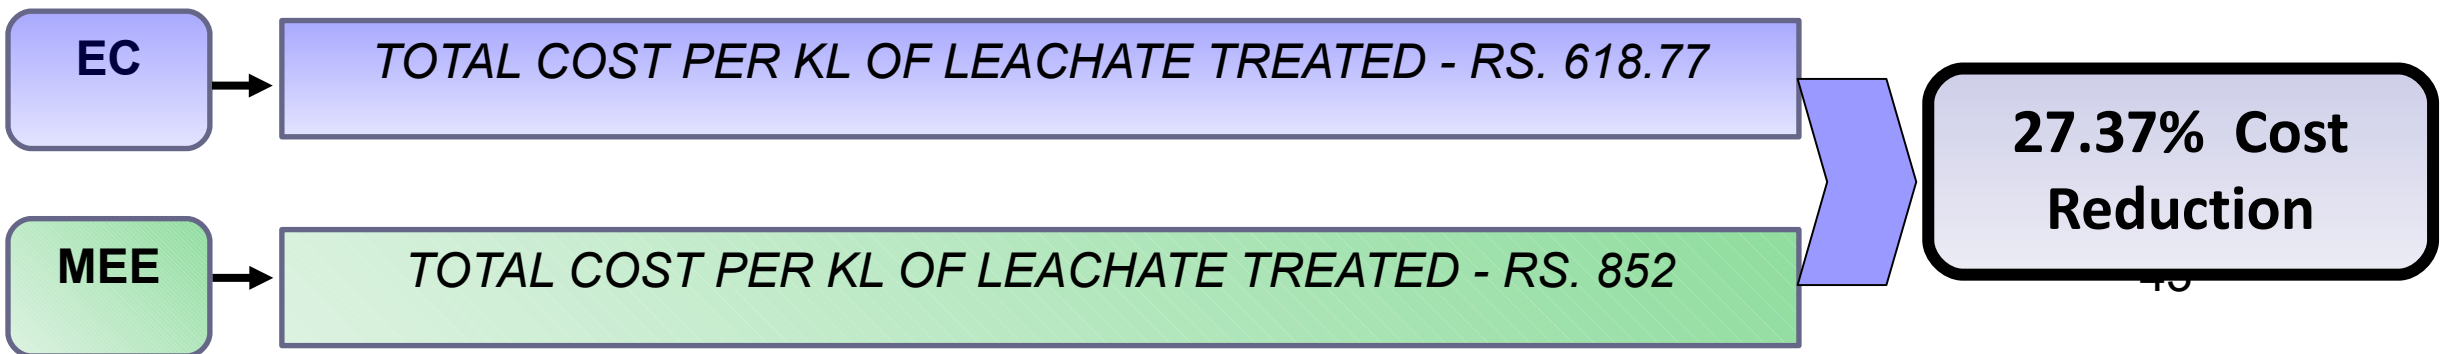 EC
TOTAL COST PER KL OF LEACHATE TREATED - RS. 618.77
27.37% Cost
Reduction
MEE
TOTAL COST PER KL OF LEACHATE TREATED - RS. 852